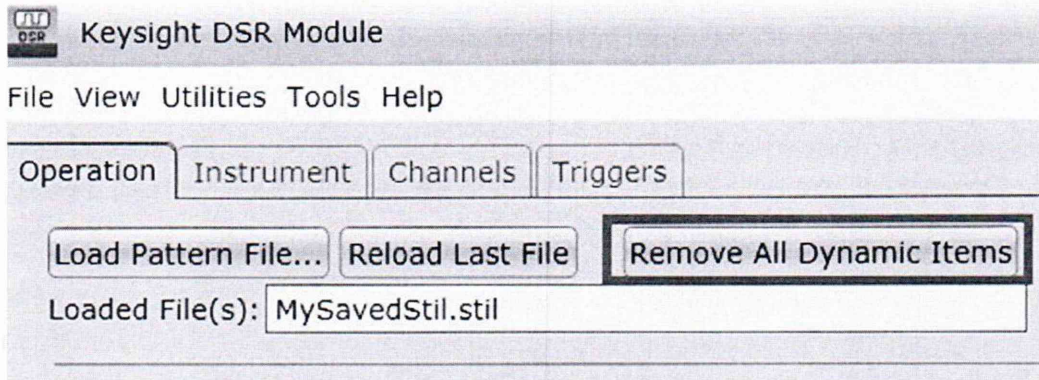 DSR
Keysight DSR Module
File View Utilities Tools Help
Operation Instrument Channels Triggers
Load Pattern File... Reload Last File Remove All Dynamic Items
Loaded File(s): MySavedStil.stil